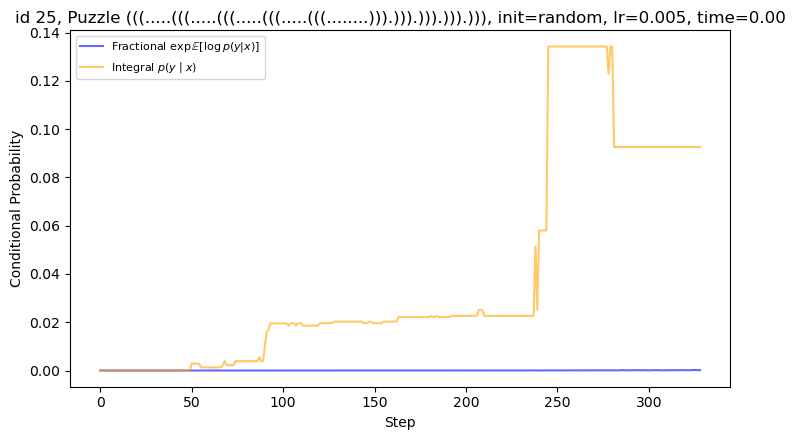 id 25, Puzzle (((.....(((.....(((.....(((.....(((........))).))).))).))).))), init=random, lr=0.005, time=0.00
Fractional exp𝔼[log p(y|x)]
Integral p(y | x)
Conditional Probability
0.14
0.12
0.10
0.08
0.06
0.04
0.02
0.00
0 50 100 150 200 250 300
Step